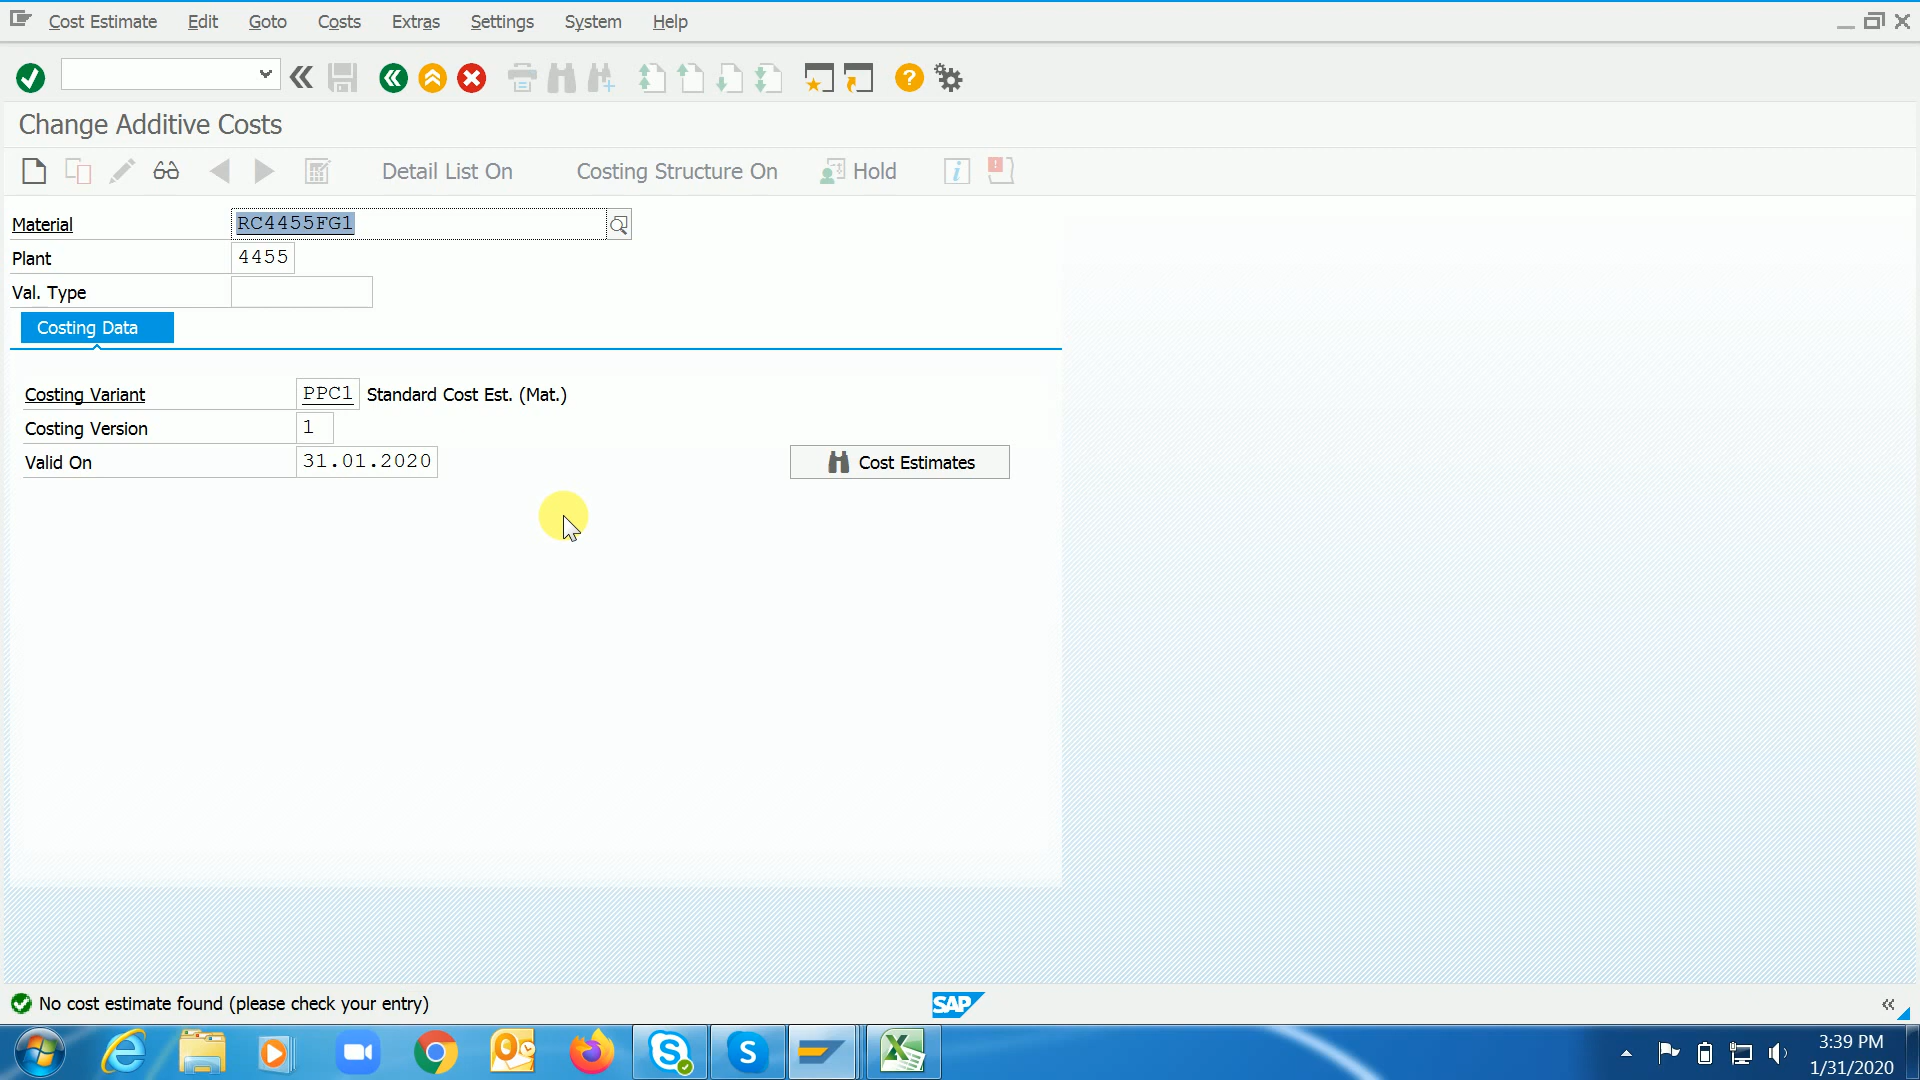 Cost Estimate Edit Goto Costs Extras Settings System Help
Change Additive Costs
Detail List On Costing Structure On Hold
Material RC4455FG1
Plant 4455
Val. Type
Costing Data
Costing Variant PPC1 Standard Cost Est. (Mat.)
Costing Version 1
Valid On 31.01.2020 Cost Estimates
No cost estimate found (please check your entry) SAP
3:39 PM
1/31/2020